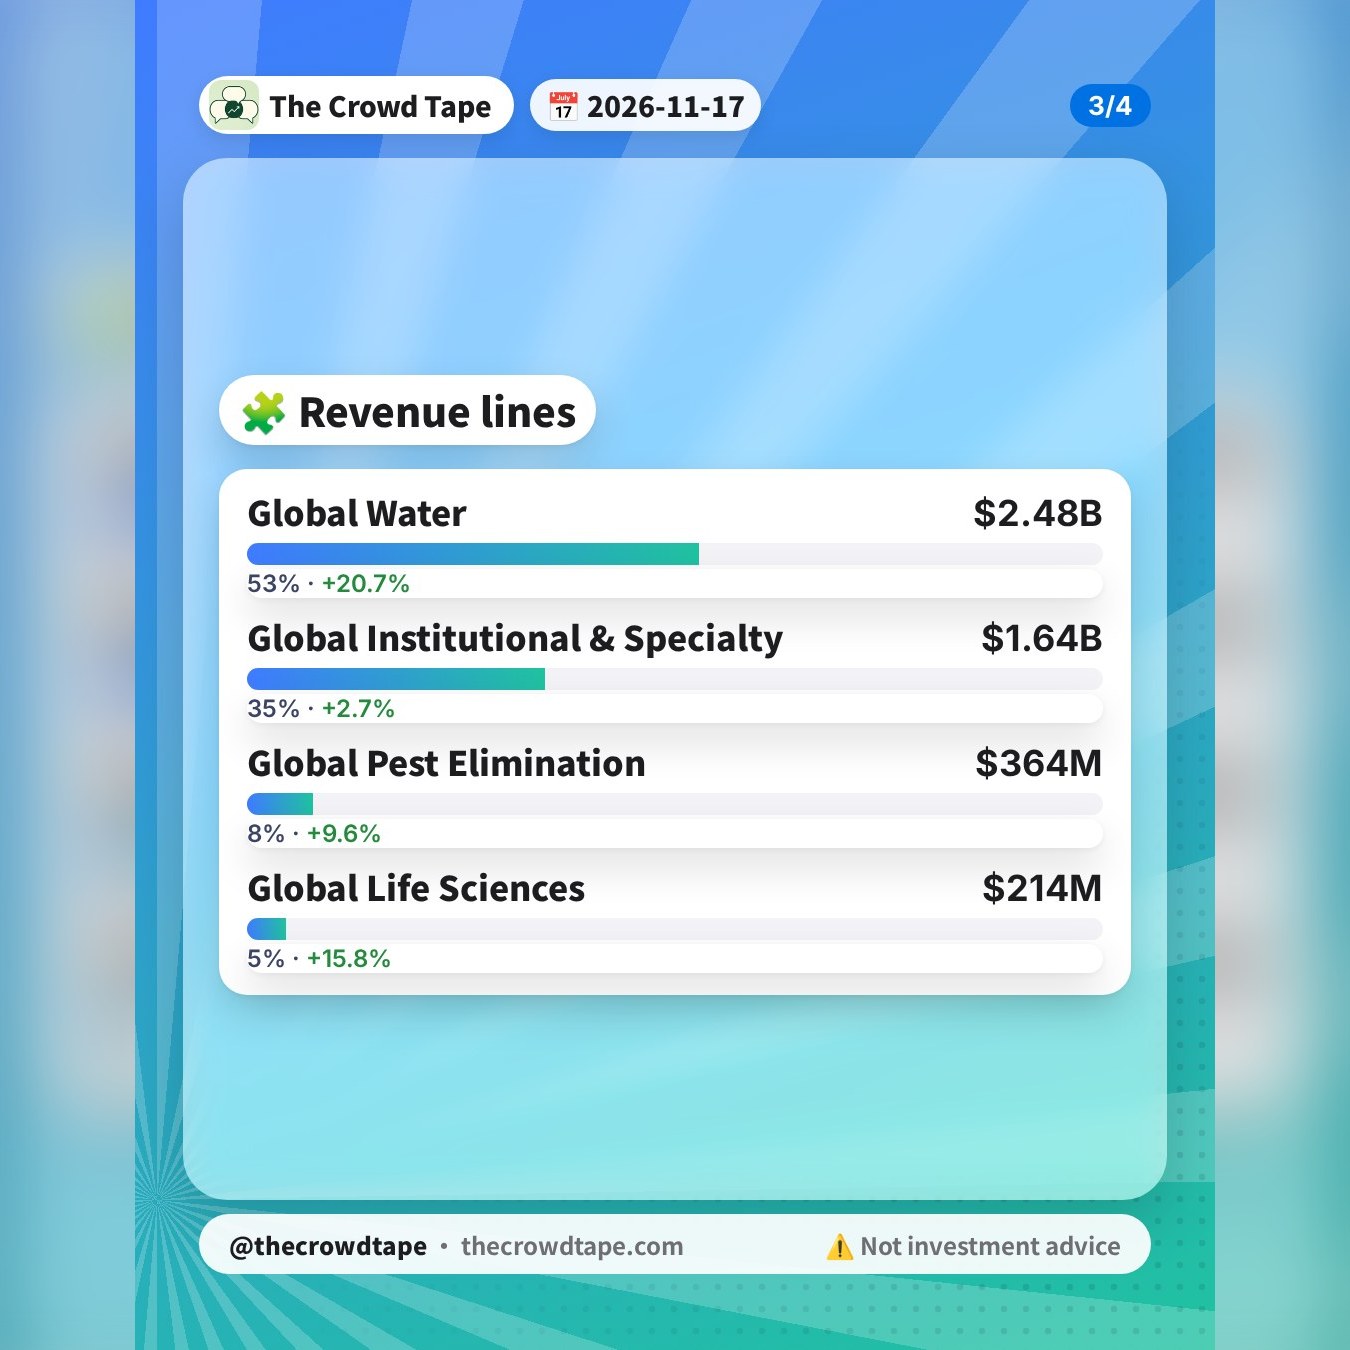 The Crowd Tape
July
17
2026-11-17
3/4
🧩 Revenue lines
Global Water $2.48B
53% · +20.7%
Global Institutional & Specialty $1.64B
35% · +2.7%
Global Pest Elimination $364M
8% · +9.6%
Global Life Sciences $214M
5% · +15.8%
@thecrowdtape • thecrowdtape.com ⚠️ Not investment advice